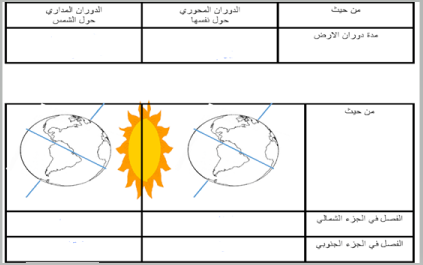 من حيث
الدوران المحوري
حول نفسها
الدوران المداري
حول الشمس
مدة دوران الارض
من حيث
الفصل في الجزء الشمالي
الفصل في الجزء الجنوبي